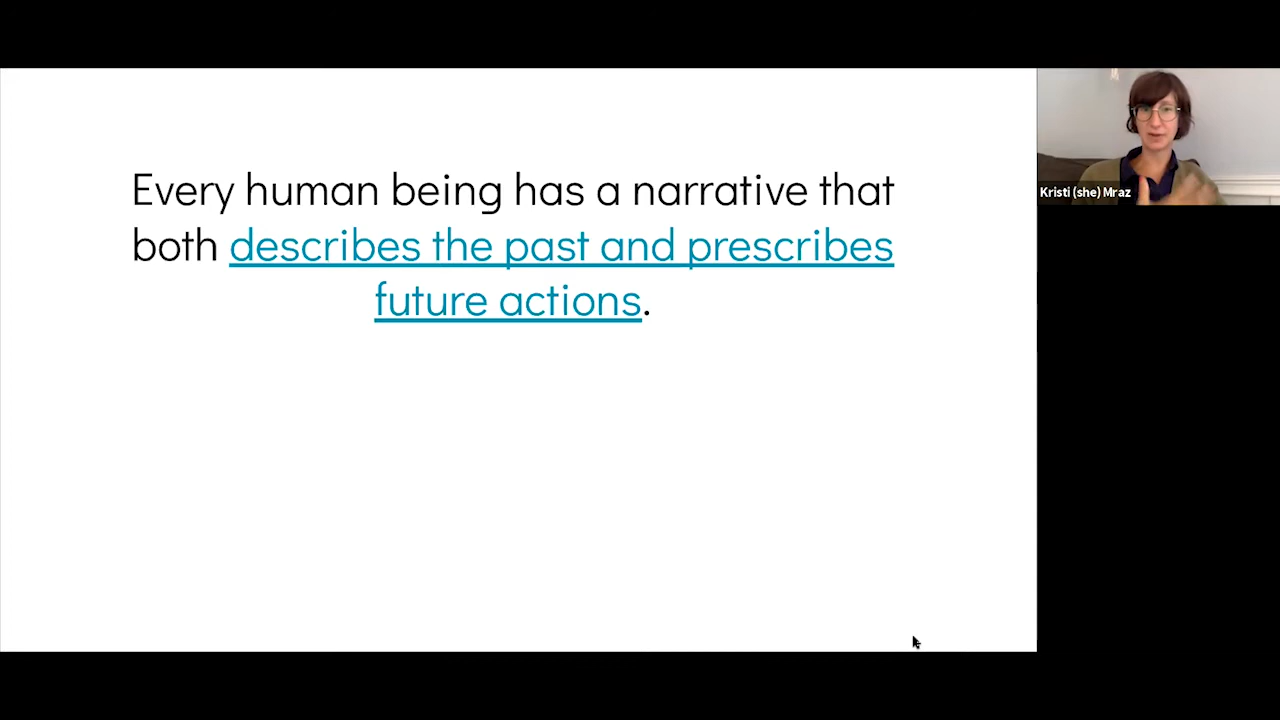 Every human being has a narrative that
both describes the past and prescribes
future actions.
Kristi (she) Mraz